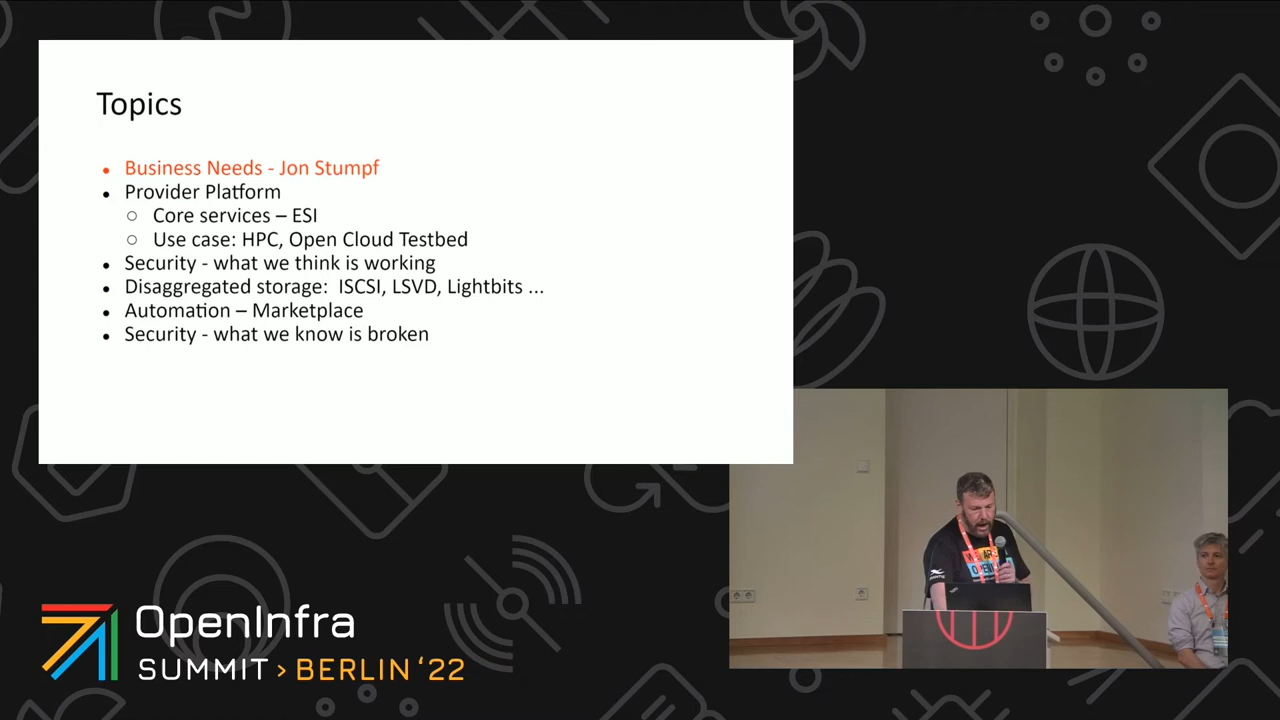 Topics
• Business Needs - Jon Stumpf
• Provider Platform
○ Core services – ESI
○ Use case: HPC, Open Cloud Testbed
• Security - what we think is working
• Disaggregated storage:  ISCSI, LSVD, Lightbits ...
• Automation – Marketplace
• Security - what we know is broken
OpenInfra
SUMMIT > BERLIN ‘22